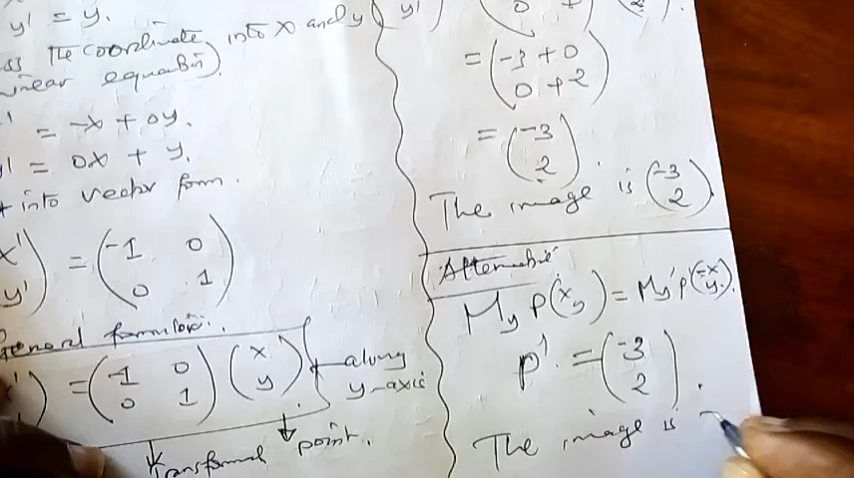 y' = y.
the coordinate into x and y
linear equation).
= -x + 0y.
y' = 0x + y.
into vector form.
x' = (-1 0
y') 0 1)
General formular.
= (-1 0 (x ← along
0 1) y). y-axis
transformed point.
y')
0
= (-3 + 0
0 + 2)
= (-3
2).
The image is (-3
2)
Alternative
My P(x y) = My' P'(-x y).
P' = (-3
2).
The image is